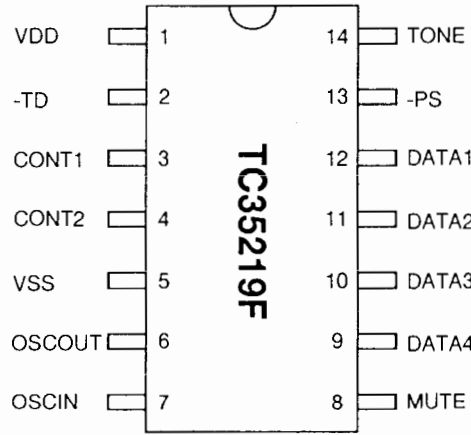 VDD 1 14 TONE
-TD 2 13 -PS
CONT1 3 12 DATA1
CONT2 4 11 DATA2
TC35219F
VSS 5 10 DATA3
OSCOUT 6 9 DATA4
OSCIN 7 8 MUTE